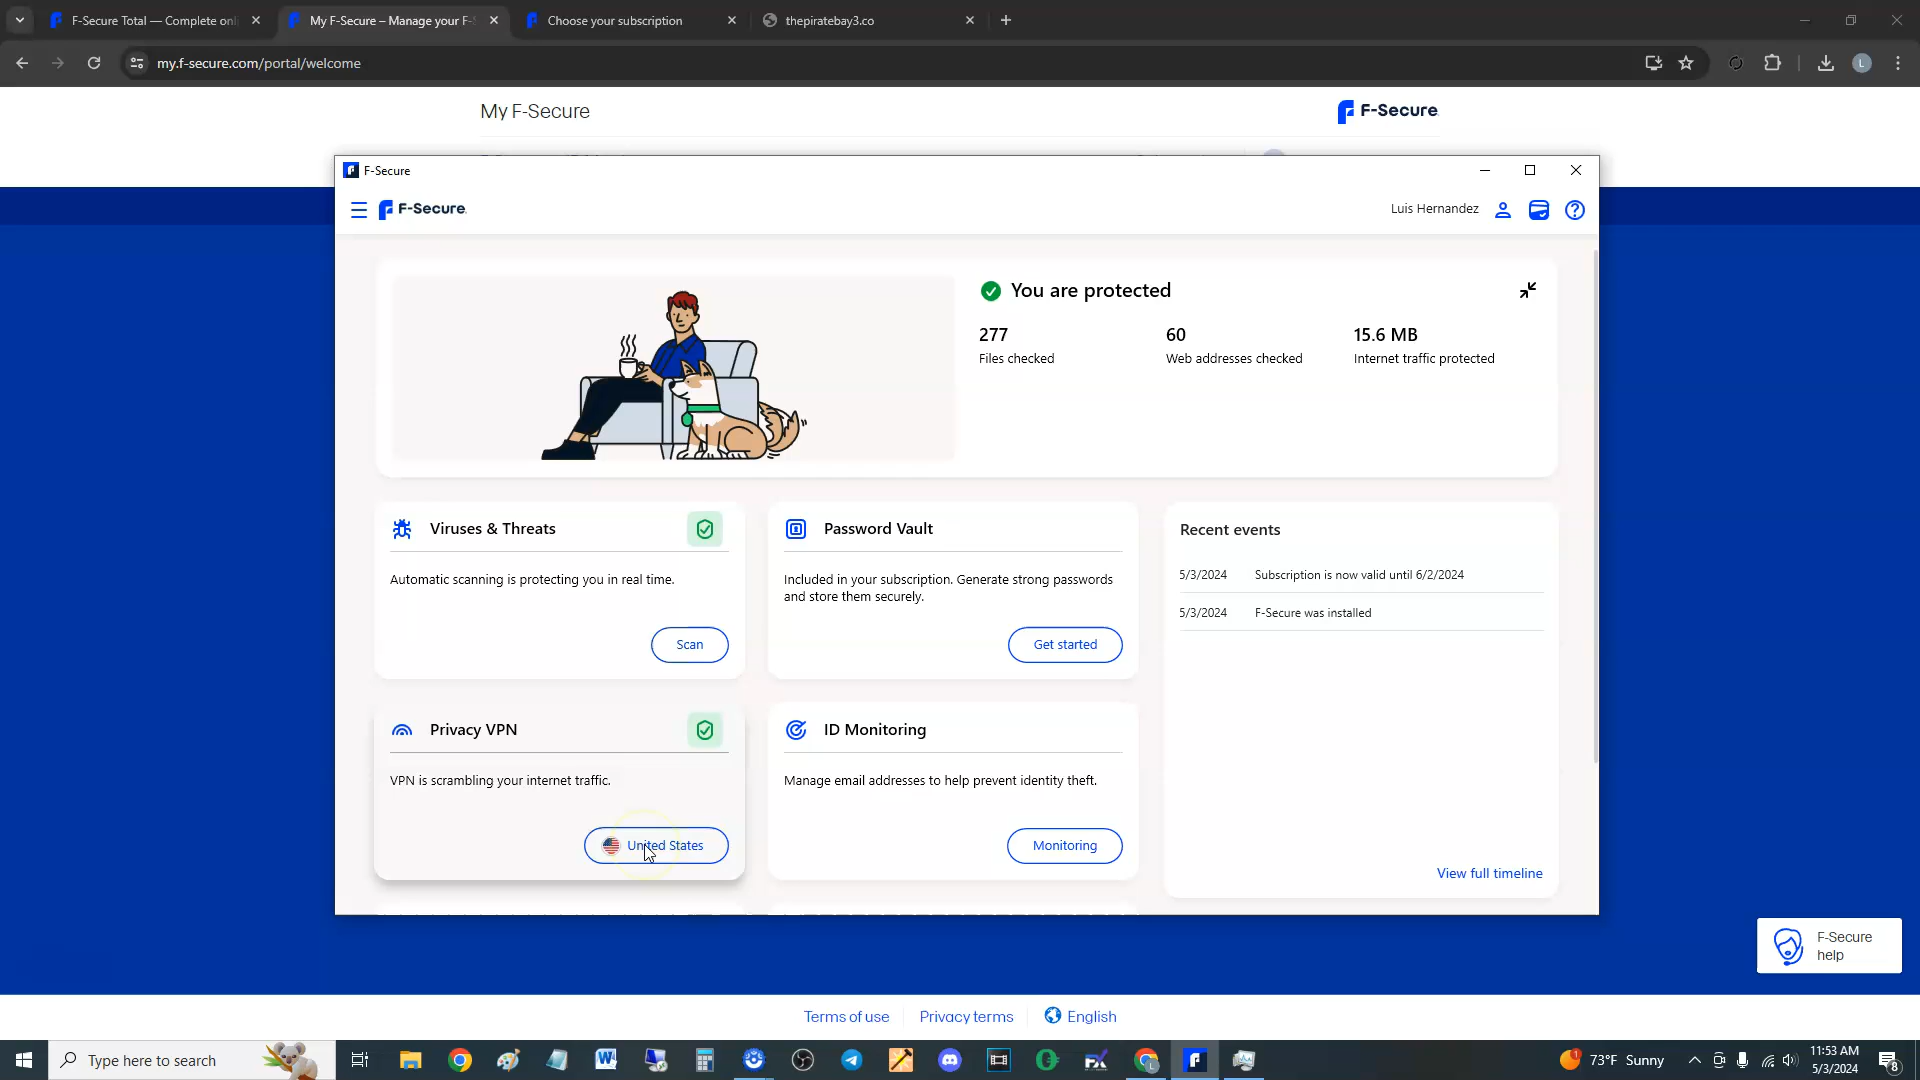 F-Secure Total — Complete onl
My F-Secure – Manage your F-S
Choose your subscription
thepiratebay3.co
my.f-secure.com/portal/welcome
L
My F-Secure
F-Secure
F-Secure
F-Secure
Luis Hernandez
You are protected
277
60
15.6 MB
Files checked
Web addresses checked
Internet traffic protected
Viruses & Threats
Automatic scanning is protecting you in real time.
Scan
Password Vault
Included in your subscription. Generate strong passwords
and store them securely.
Get started
Recent events
5/3/2024 Subscription is now valid until 6/2/2024
5/3/2024 F-Secure was installed
View full timeline
Privacy VPN
VPN is scrambling your internet traffic.
United States
ID Monitoring
Manage email addresses to help prevent identity theft.
Monitoring
F-Secure
help
Terms of use
Privacy terms
English
Type here to search
73°F Sunny
11:53 AM
5/3/2024
8